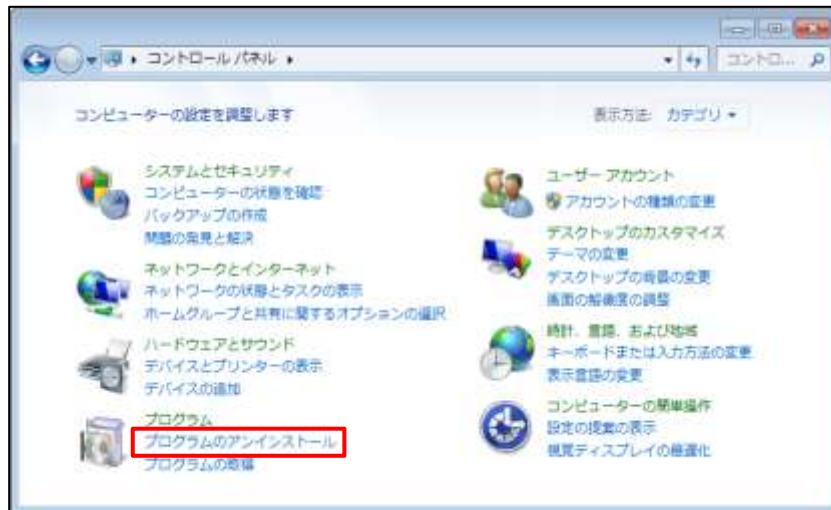 コントロール パネル
コントロ...
コンピューターの設定を調整します
表示方法: カテゴリ
システムとセキュリティ
コンピューターの状態を確認
バックアップの作成
問題の発見と解決
ネットワークとインターネット
ネットワークの状態とタスクの表示
ホームグループと共有に関するオプションの選択
ハードウェアとサウンド
デバイスとプリンターの表示
デバイスの追加
プログラム
プログラムのアンインストール
プログラムの取得
ユーザー アカウント
アカウントの種類の変更
デスクトップのカスタマイズ
テーマの変更
デスクトップの背景の変更
画面の解像度の調整
時計、言語、および地域
キーボードまたは入力方法の変更
表示言語の変更
コンピューターの簡単操作
設定の提案の表示
視覚ディスプレイの最適化